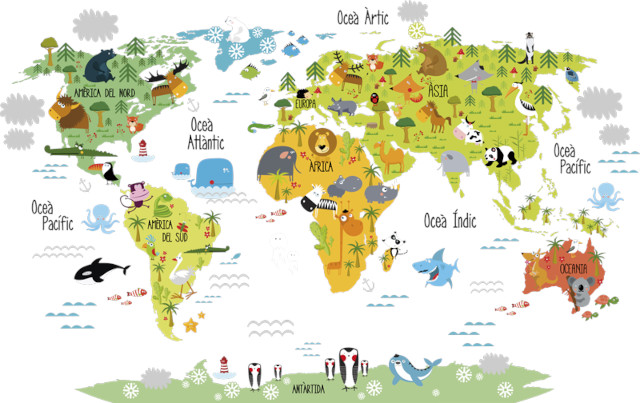 Oceà Àrtic
AMÈRICA DEL NORD
EUROPA
ÀSIA
Oceà
Atlàntic
ÀFRICA
Oceà
Pacífic
Oceà
Pacífic
AMÈRICA
DEL SUD
Oceà Índic
OCEANIA
ANTÀRTIDA